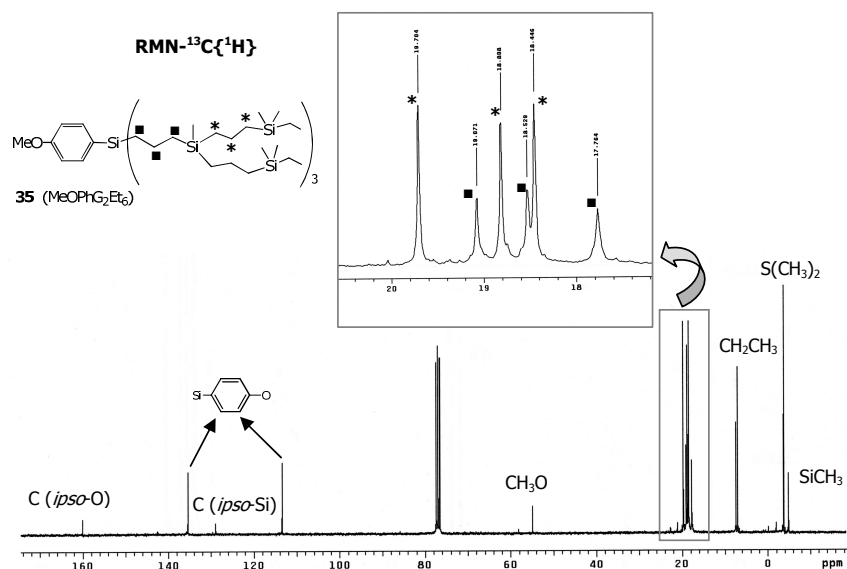 RMN-¹³C{¹H}
MeO
Si
Si
Si
Si
3
35 (MeOPhG₂Et₆)
19.704
19.071
18.808
18.529
18.446
17.764
20
19
18
S(CH₃)₂
CH₂CH₃
SiCH₃
Si
O
C (ipso-O)
C (ipso-Si)
CH₃O
160
140
120
100
80
60
40
20
0
ppm